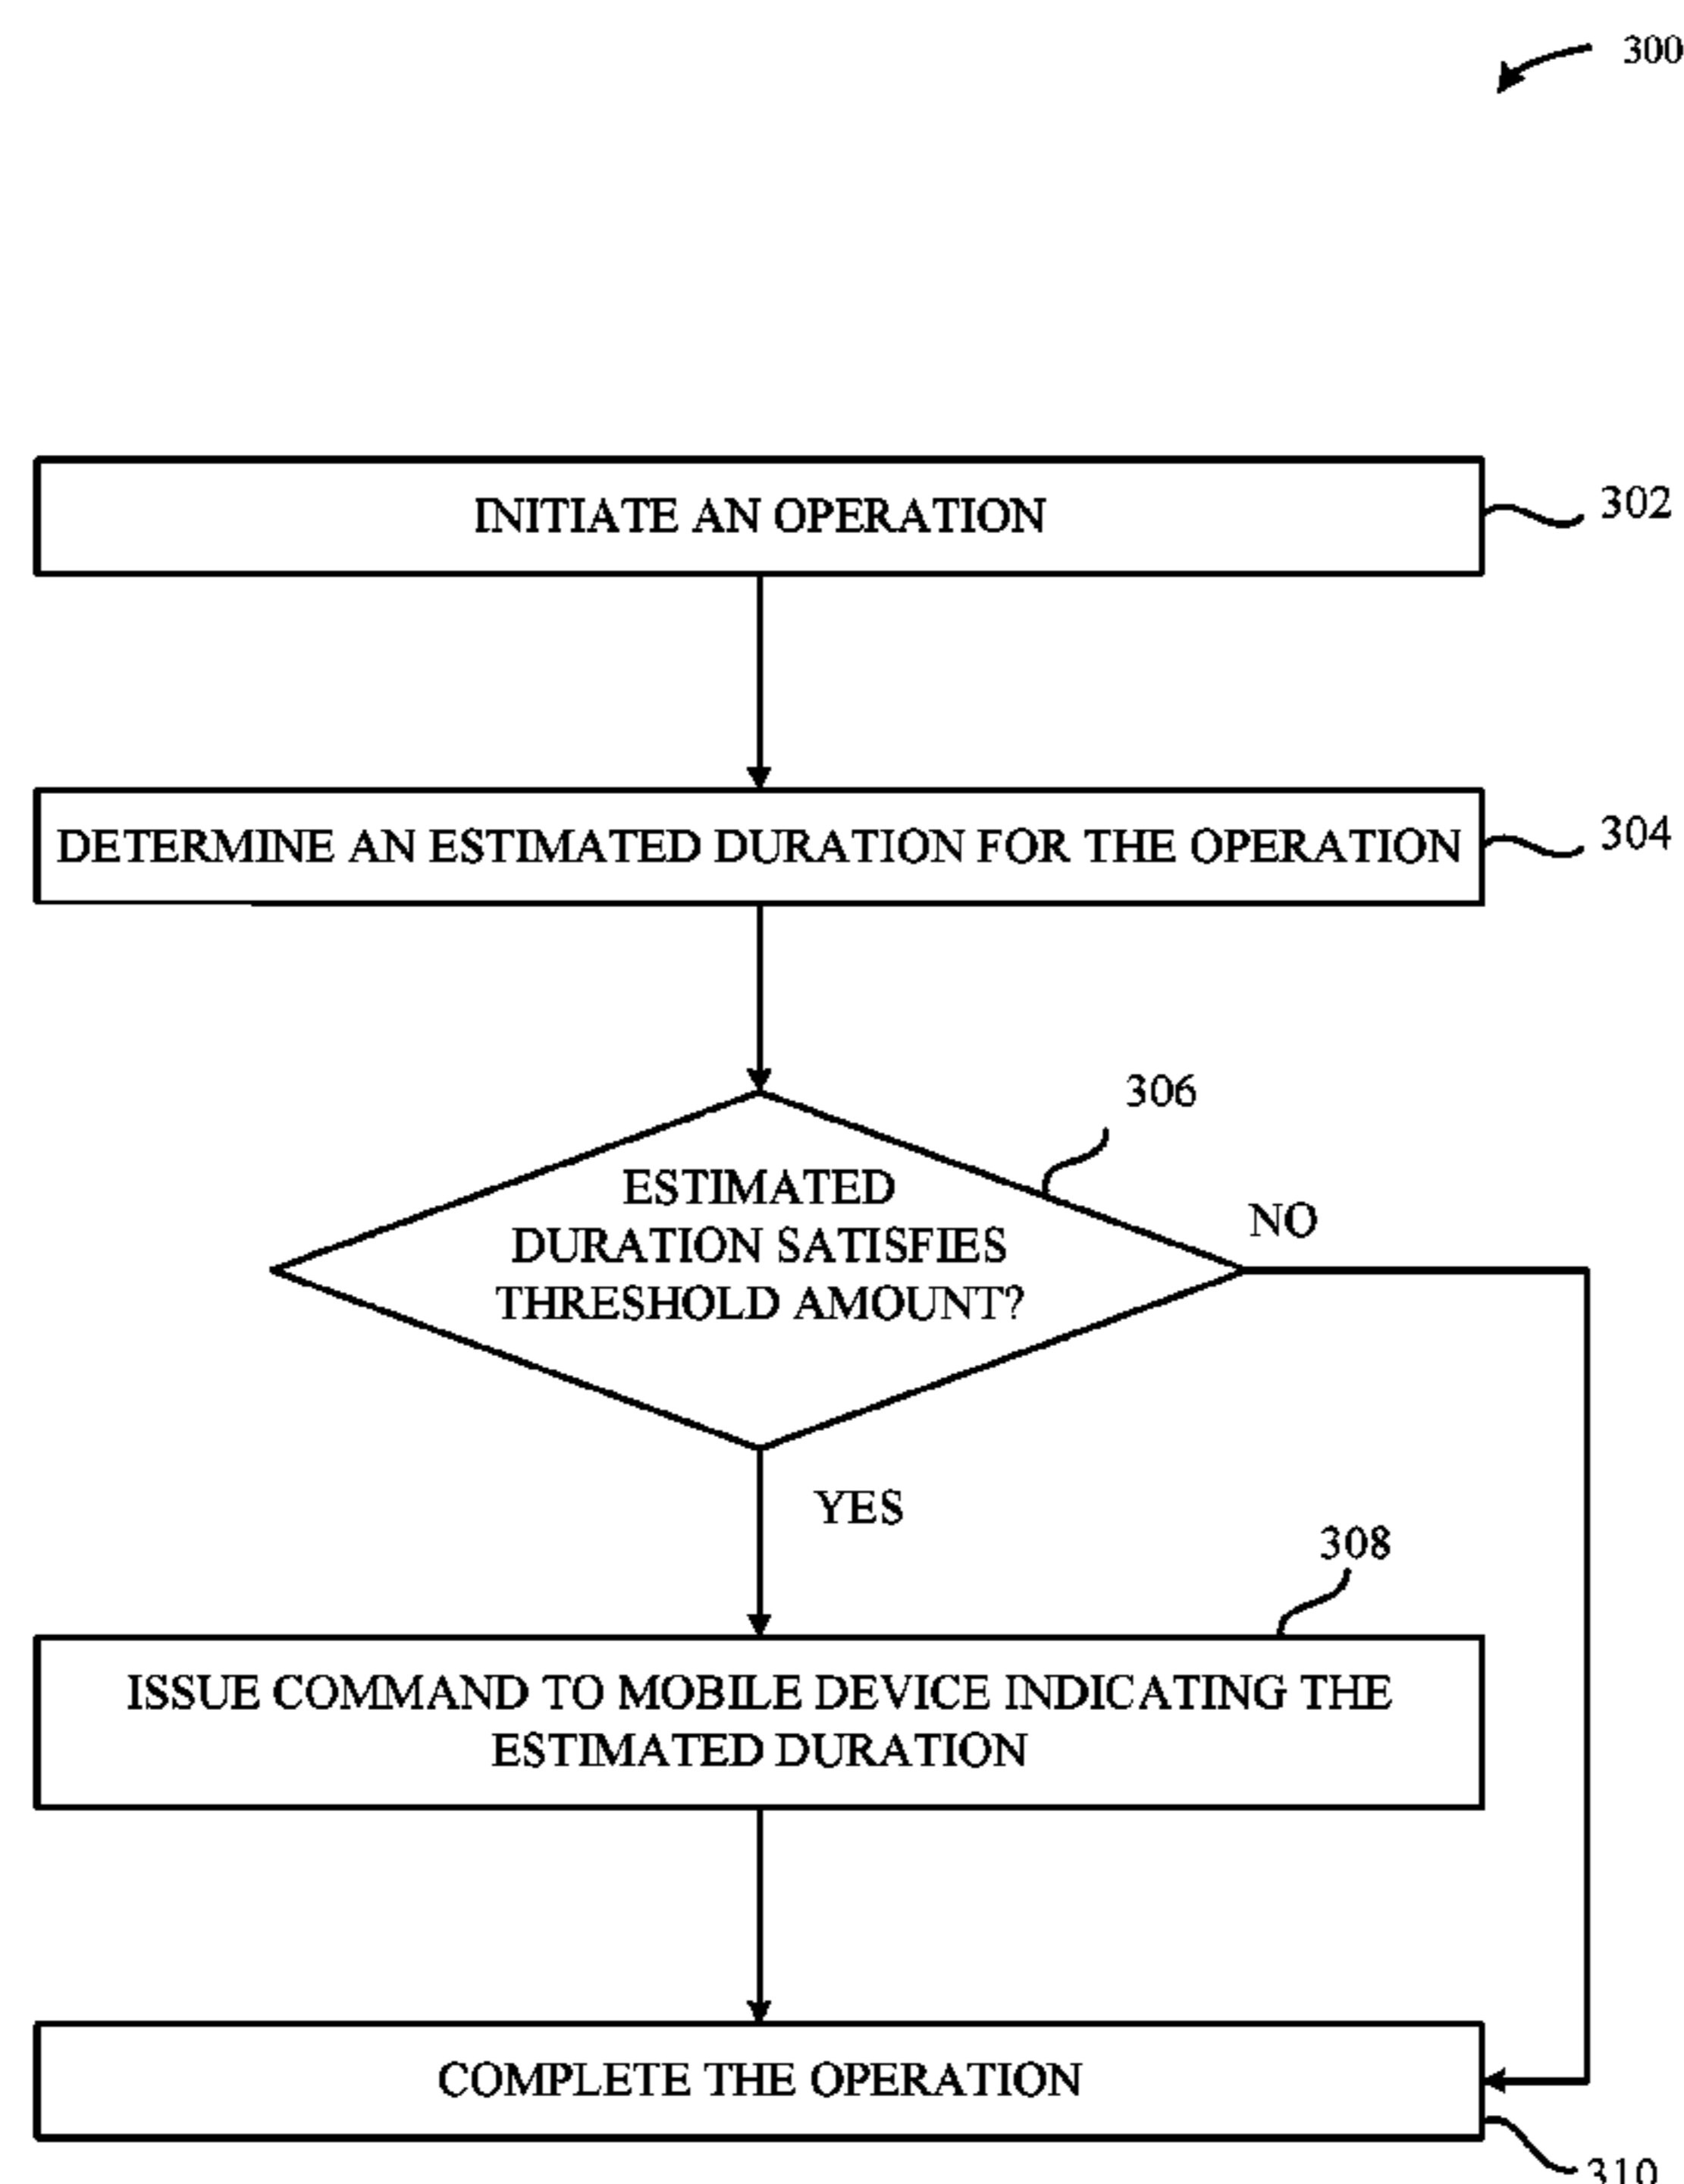 300
INITIATE AN OPERATION
302
DETERMINE AN ESTIMATED DURATION FOR THE OPERATION
304
306
ESTIMATED
DURATION SATISFIES
THRESHOLD AMOUNT?
NO
YES
308
ISSUE COMMAND TO MOBILE DEVICE INDICATING THE
ESTIMATED DURATION
COMPLETE THE OPERATION
310